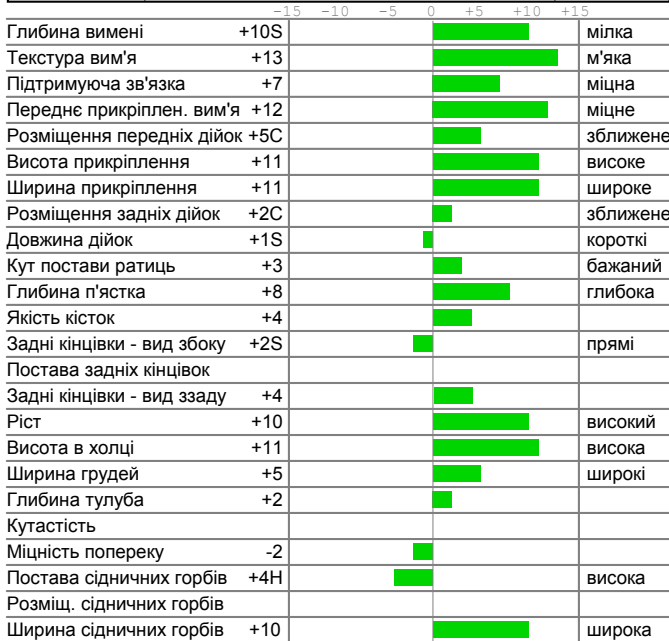 -15 -10 -5 0 +5 +10 +15
Глибина вимені +10S мілка
Текстура вим'я +13 м'яка
Підтримуюча зв'язка +7 міцна
Переднє прикріплен. вим'я +12 міцне
Розміщення передніх дійок +5C зближене
Висота прикріплення +11 високе
Ширина прикріплення +11 широке
Розміщення задніх дійок +2C зближене
Довжина дійок +1S короткі
Кут постави ратиць +3 бажаний
Глибина п'ястка +8 глибока
Якість кісток +4
Задні кінцівки - вид збоку +2S прямі
Постава задніх кінцівок
Задні кінцівки - вид ззаду +4
Ріст +10 високий
Висота в холці +11 висока
Ширина грудей +5 широкі
Глибина тулуба +2
Кутастість
Міцність попереку -2
Постава сідничних горбів +4H висока
Розміщ. сідничних горбів
Ширина сідничних горбів +10 широка